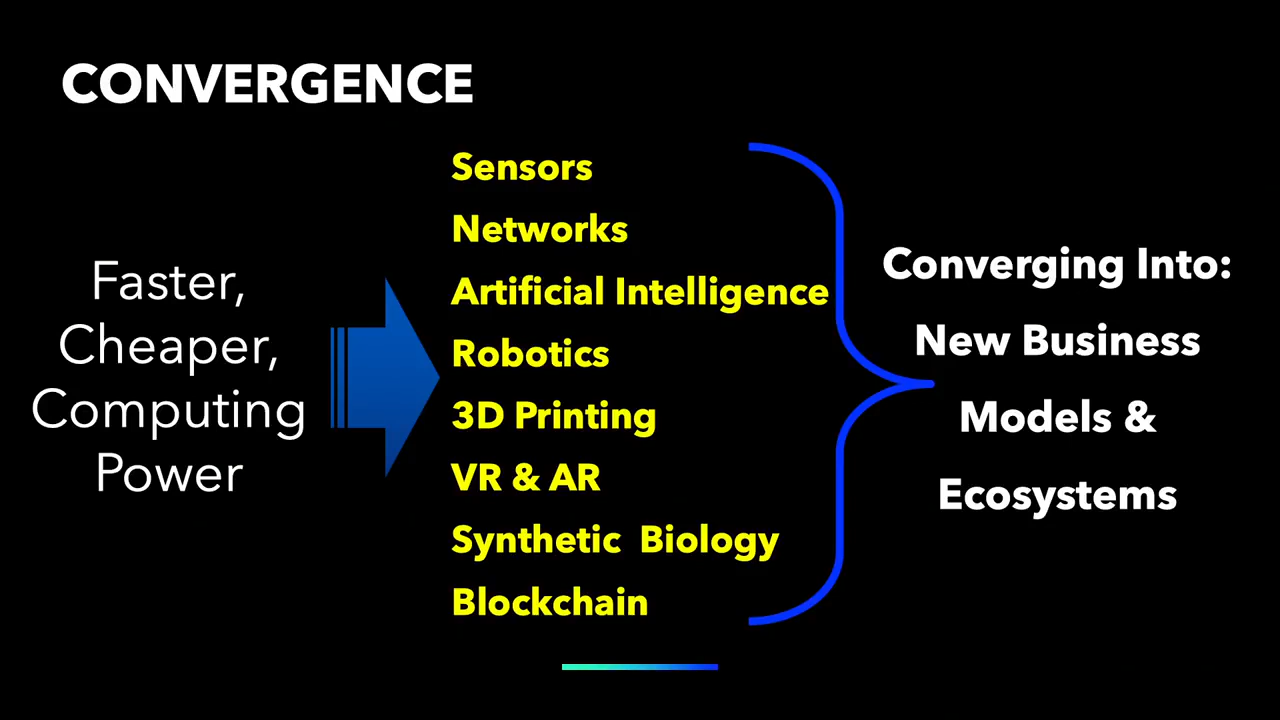 CONVERGENCE
Faster,
Cheaper,
Computing
Power
Sensors
Networks
Artificial Intelligence
Robotics
3D Printing
VR & AR
Synthetic Biology
Blockchain
Converging Into:
New Business
Models &
Ecosystems